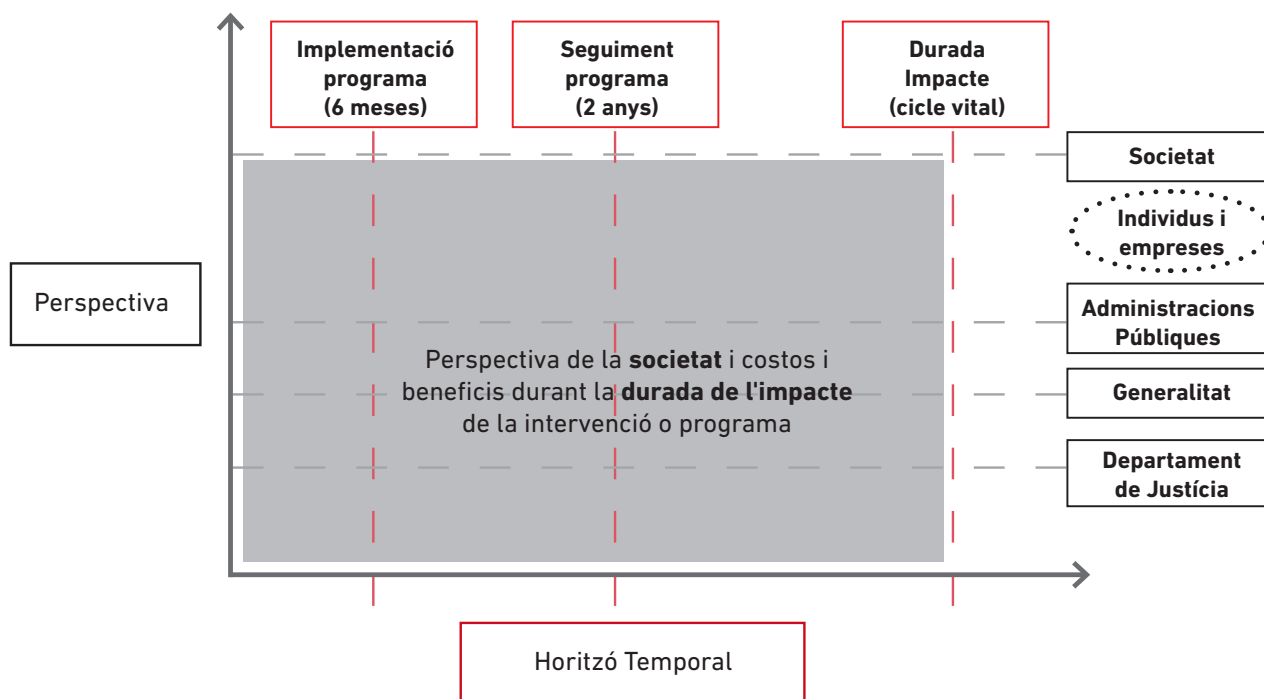 Implementació
programa
(6 meses)
Seguiment
programa
(2 anys)
Durada
Impacte
(cicle vital)
Societat
Individus i
empreses
Perspectiva
Administracions
Públiques
Perspectiva de la societat i costos i
beneficis durant la durada de l'impacte
de la intervenció o programa
Generalitat
Departament
de Justícia
Horitzó Temporal